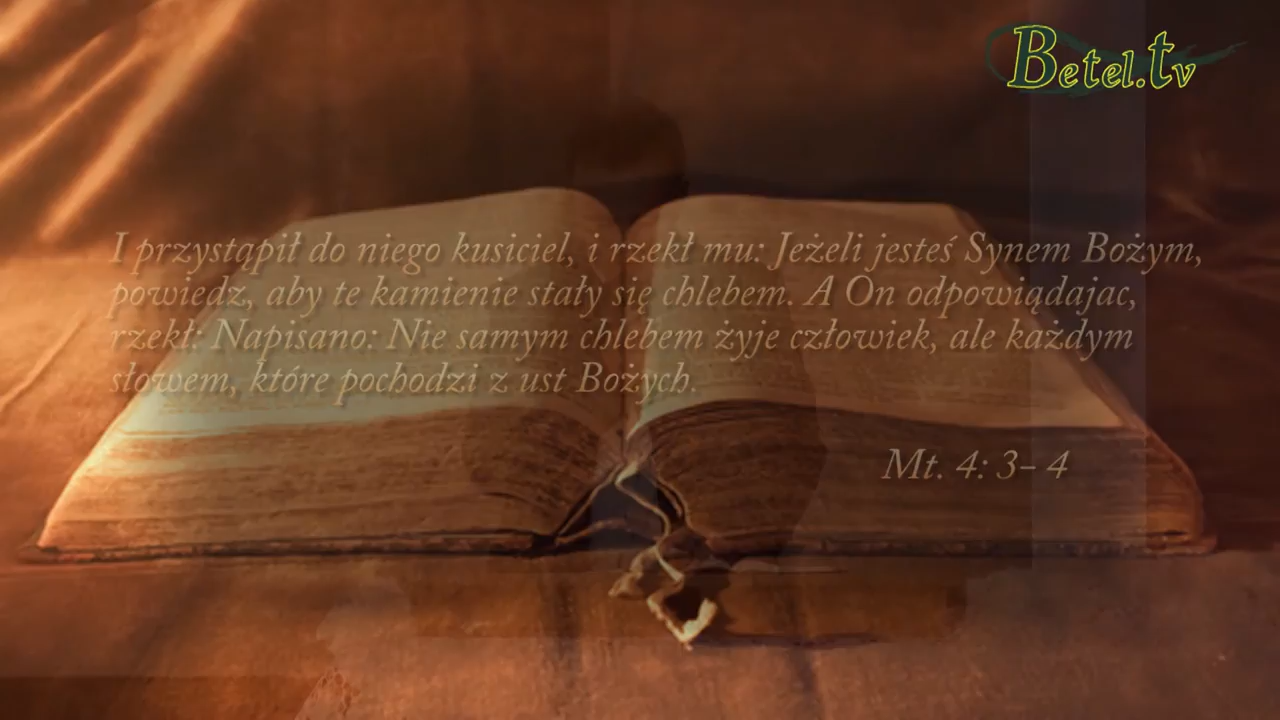 Betel.tv
I przystąpił do niego kusiciel, i rzekł mu: Jeżeli jesteś Synem Bożym,
powiedz, aby te kamienie stały się chlebem. A On odpowiądajac,
rzekł: Napisano: Nie samym chlebem żyje człowiek, ale każdym
słowem, które pochodzi z ust Bożych.
Mt. 4: 3- 4